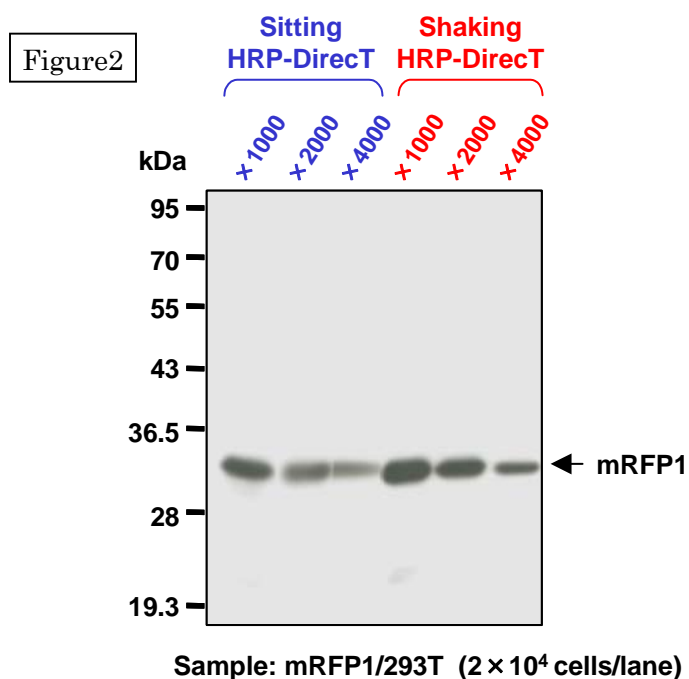 Figure2
Sitting
HRP-DirecT
Shaking
HRP-DirecT
×1000
×2000
×4000
×1000
×2000
×4000
kDa
95
70
55
43
36.5
28
19.3
mRFP1
Sample: mRFP1/293T (2×10⁴ cells/lane)